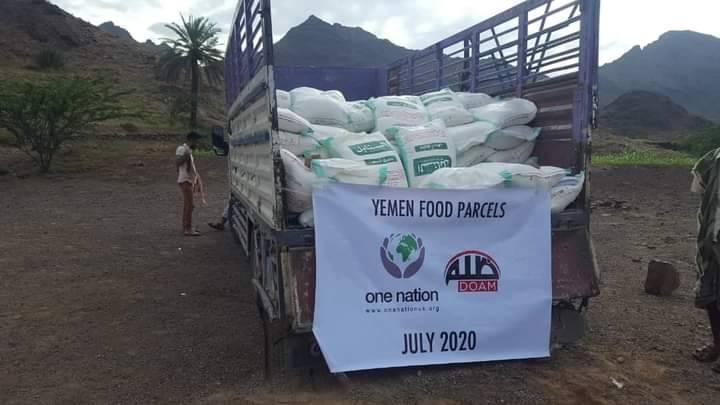 YEMEN FOOD PARCELS
one nation
www.onenationuk.org
DOAM
JULY 2020